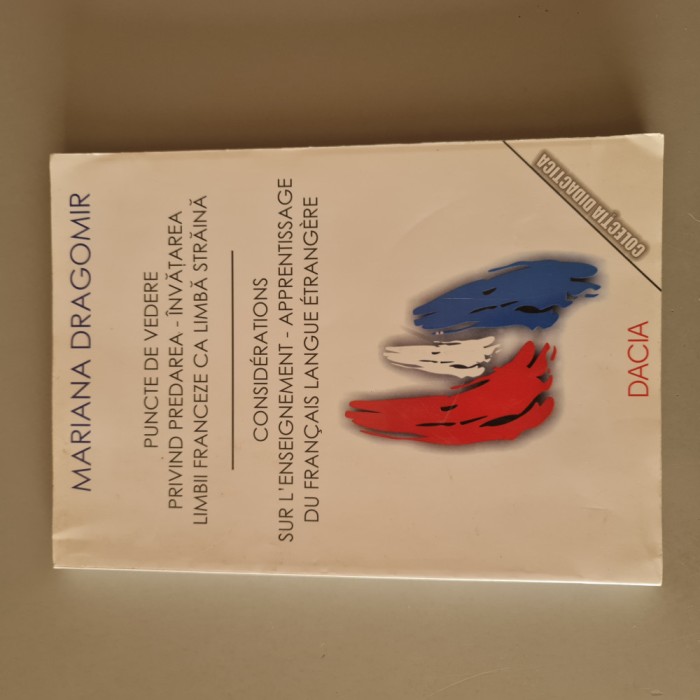 MARIANA DRAGOMIR
PUNCTE DE VEDERE
PRIVIND PREDAREA - ÎNVĂȚAREA
LIMBII FRANCEZE CA LIMBĂ STRĂINĂ
CONSIDÉRATIONS
SUR L'ENSEIGNEMENT - APPRENTISSAGE
DU FRANÇAIS LANGUE ÉTRANGÈRE
COLECȚIA DIDACTICA
DACIA